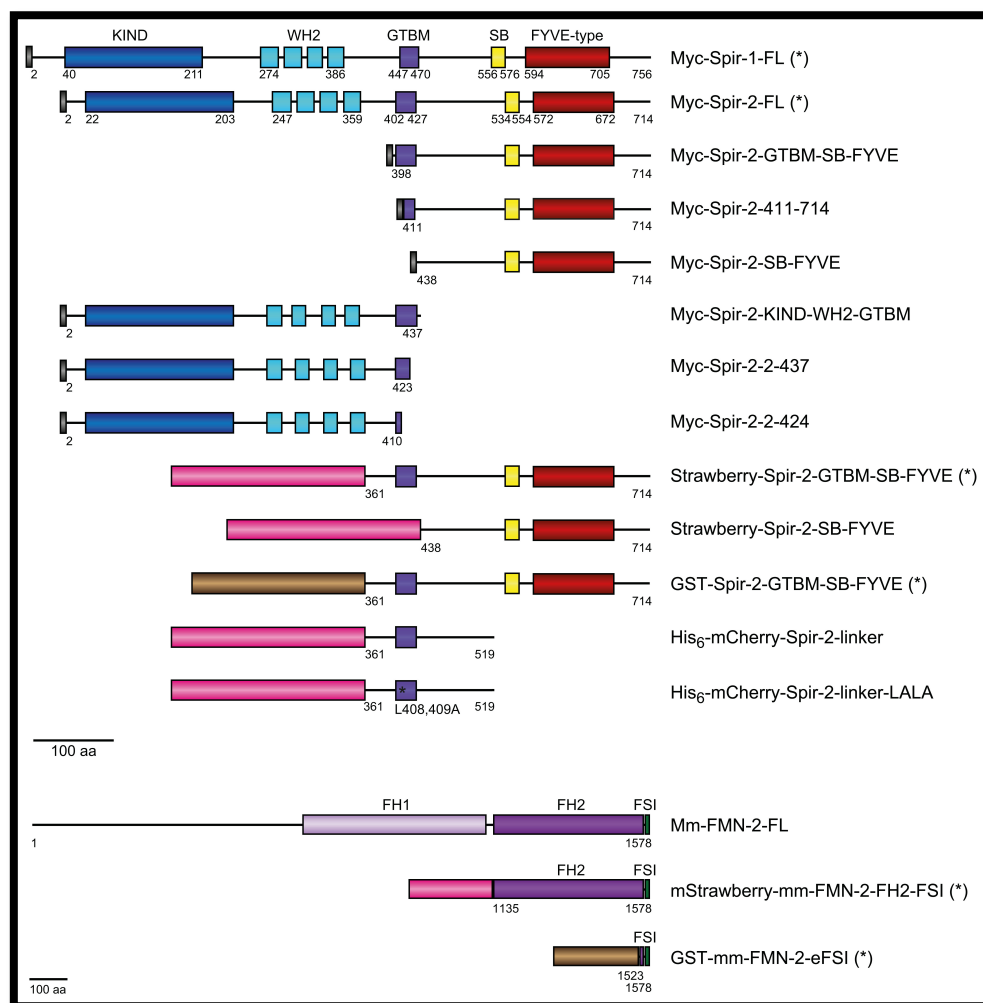 KIND WH2 GTBM SB FYVE-type
Myc-Spir-1-FL (*)
2 40 211 274 386 447 470 556 576 594 705 756
Myc-Spir-2-FL (*)
2 22 203 247 359 402 427 534 554 572 672 714
Myc-Spir-2-GTBM-SB-FYVE
398 714
Myc-Spir-2-411-714
411 714
Myc-Spir-2-SB-FYVE
438 714
Myc-Spir-2-KIND-WH2-GTBM
2 437
Myc-Spir-2-2-437
2 423
Myc-Spir-2-2-424
2 410
Strawberry-Spir-2-GTBM-SB-FYVE (*)
361 714
Strawberry-Spir-2-SB-FYVE
438 714
GST-Spir-2-GTBM-SB-FYVE (*)
361 714
His6-mCherry-Spir-2-linker
361 519
* His6-mCherry-Spir-2-linker-LALA
361 L408,409A 519
100 aa
FH1 FH2 FSI
Mm-FMN-2-FL
1 1578
FH2 FSI
mStrawberry-mm-FMN-2-FH2-FSI (*)
1135 1578
FSI
GST-mm-FMN-2-eFSI (*)
1523
1578
100 aa